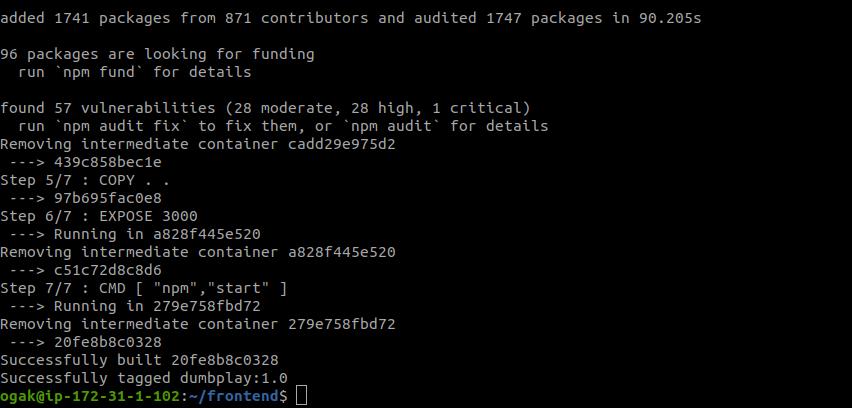 added 1741 packages from 871 contributors and audited 1747 packages in 90.205s
96 packages are looking for funding
  run `npm fund` for details
found 57 vulnerabilities (28 moderate, 28 high, 1 critical)
  run `npm audit fix` to fix them, or `npm audit` for details
Removing intermediate container cadd29e975d2
 ---> 439c858bec1e
Step 5/7 : COPY . .
 ---> 97b695fac0e8
Step 6/7 : EXPOSE 3000
 ---> Running in a828f445e520
Removing intermediate container a828f445e520
 ---> c51c72d8c8d6
Step 7/7 : CMD [ "npm","start" ]
 ---> Running in 279e758fbd72
Removing intermediate container 279e758fbd72
 ---> 20fe8b8c0328
Successfully built 20fe8b8c0328
Successfully tagged dumbplay:1.0
ogak@ip-172-31-1-102:~/frontend$